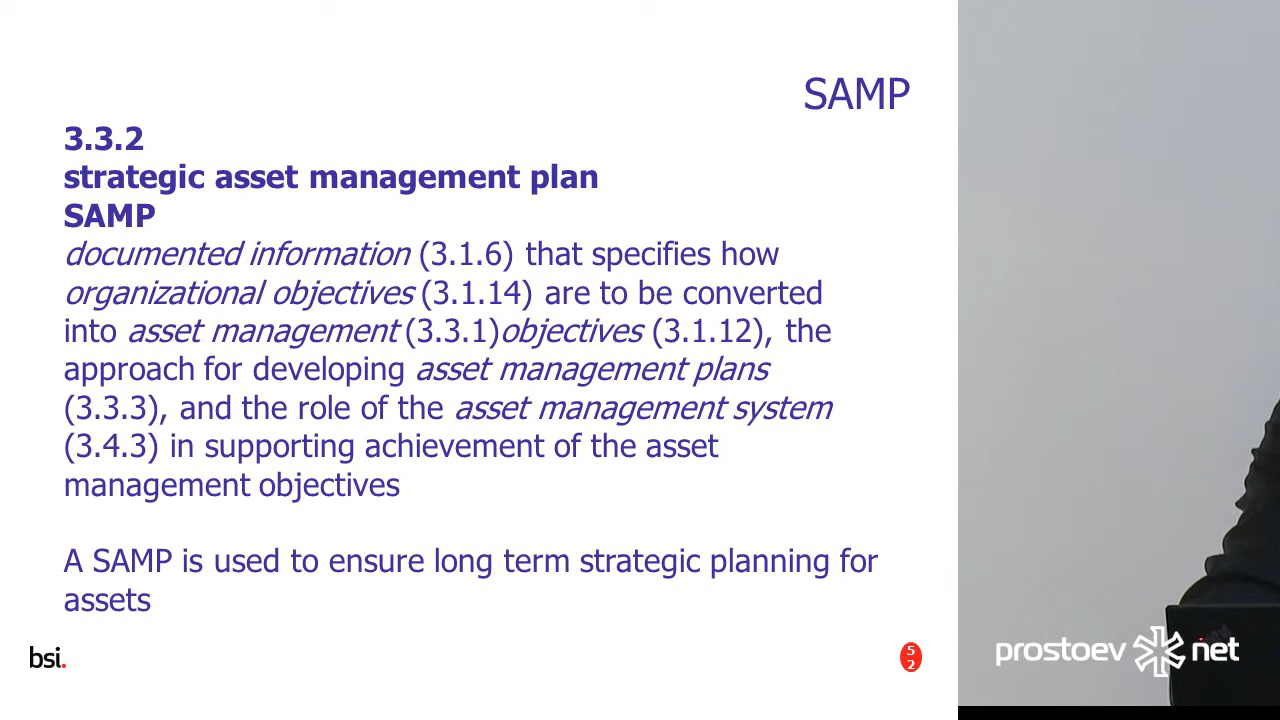 SAMP
3.3.2
strategic asset management plan
SAMP
documented information (3.1.6) that specifies how
organizational objectives (3.1.14) are to be converted
into asset management (3.3.1)objectives (3.1.12), the
approach for developing asset management plans
(3.3.3), and the role of the asset management system
(3.4.3) in supporting achievement of the asset
management objectives
A SAMP is used to ensure long term strategic planning for
assets
bsi.
5
2
prostoev net